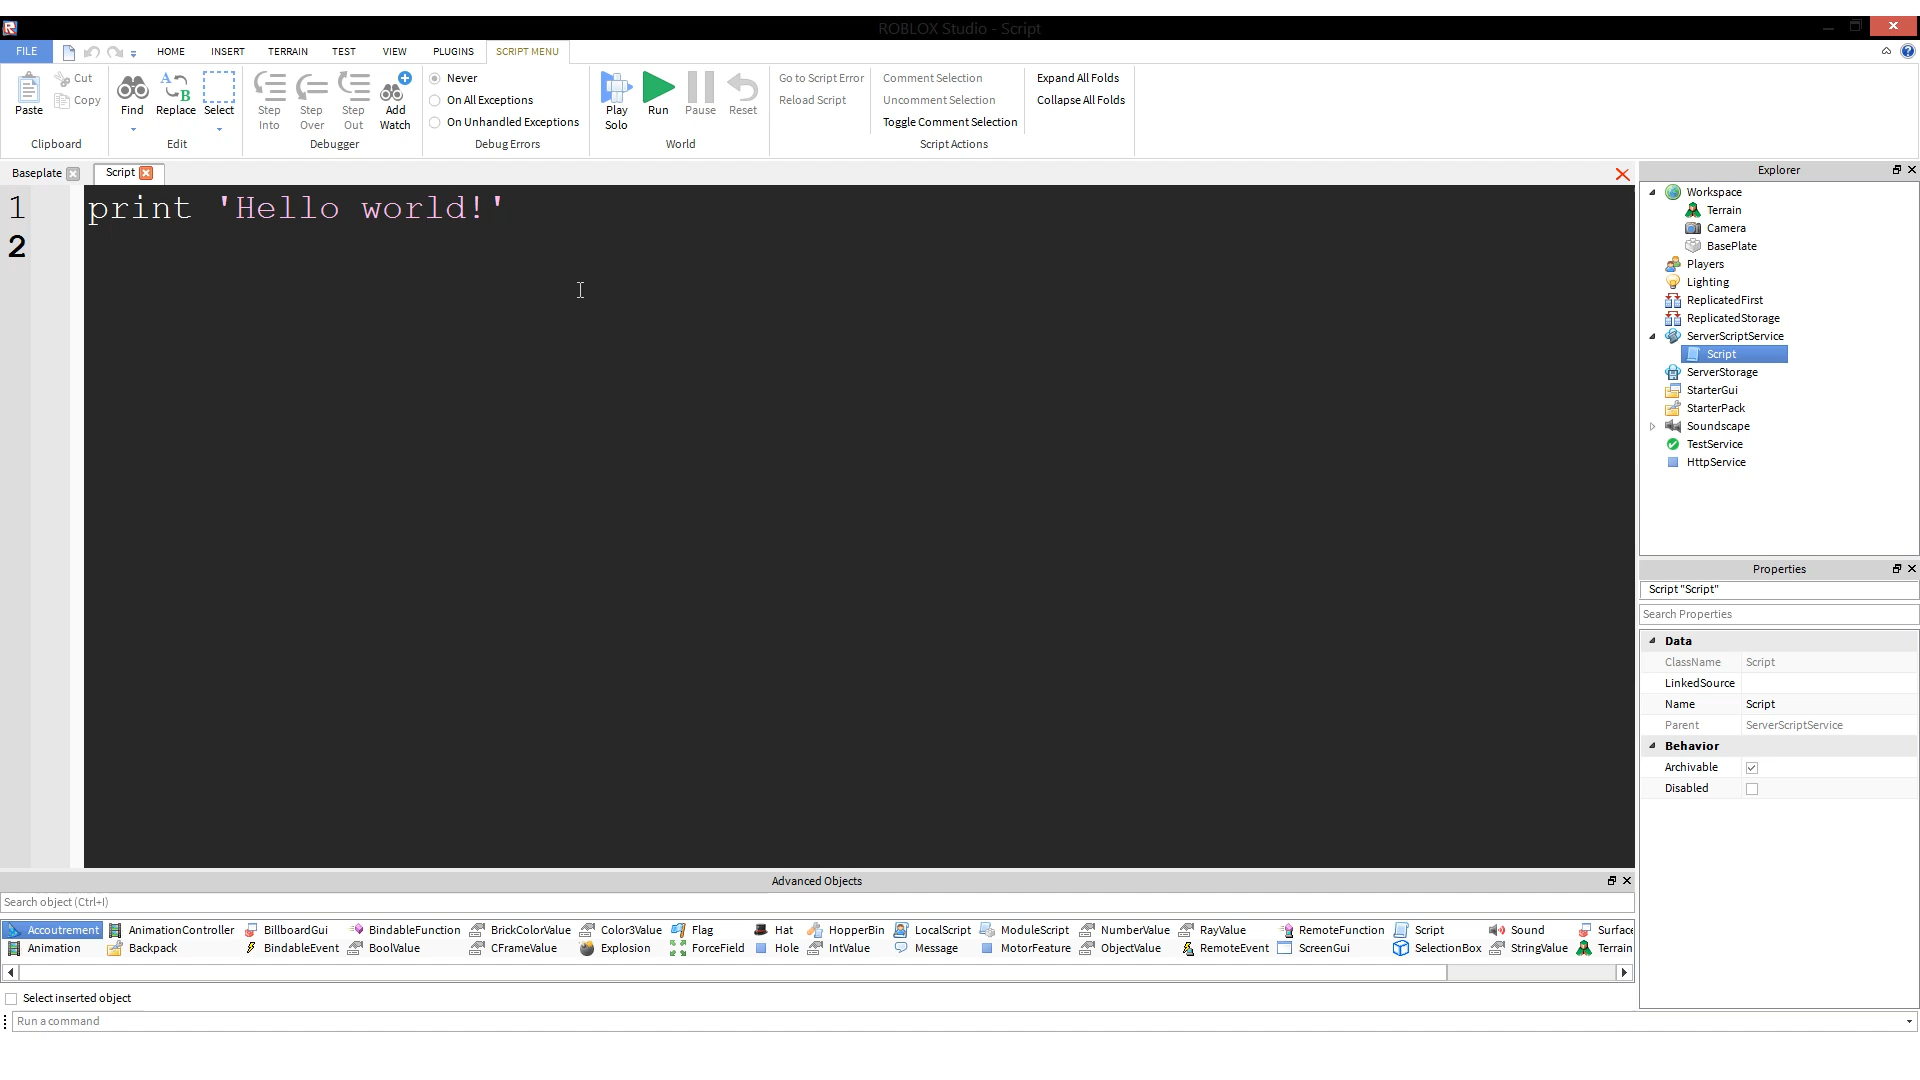 ROBLOX Studio - Script
FILE HOME INSERT TERRAIN TEST VIEW PLUGINS SCRIPT MENU
Paste
Cut
Copy
Clipboard
Find
Replace
Select
Edit
Step Into
Step Over
Step Out
Add Watch
Debugger
Never
On All Exceptions
On Unhandled Exceptions
Debug Errors
Play Solo
Run
Pause
Reset
World
Go to Script Error
Reload Script
Comment Selection
Uncomment Selection
Toggle Comment Selection
Script Actions
Expand All Folds
Collapse All Folds
Baseplate
Script
1 print 'Hello world!'
2
Explorer
Workspace
Terrain
Camera
BasePlate
Players
Lighting
ReplicatedFirst
ReplicatedStorage
ServerScriptService
Script
ServerStorage
StarterGui
StarterPack
Soundscape
TestService
HttpService
Properties
Script "Script"
Search Properties
Data
ClassName Script
LinkedSource
Name Script
Parent ServerScriptService
Behavior
Archivable
Disabled
Advanced Objects
Search object (Ctrl+I)
Accoutrement AnimationController BillboardGui BindableFunction BrickColorValue Color3Value Flag Hat HopperBin LocalScript ModuleScript NumberValue RayValue RemoteFunction Script Sound Surface
Animation Backpack BindableEvent BoolValue CFrameValue Explosion ForceField Hole IntValue Message MotorFeature ObjectValue RemoteEvent ScreenGui SelectionBox StringValue Terrain
Select inserted object
Run a command